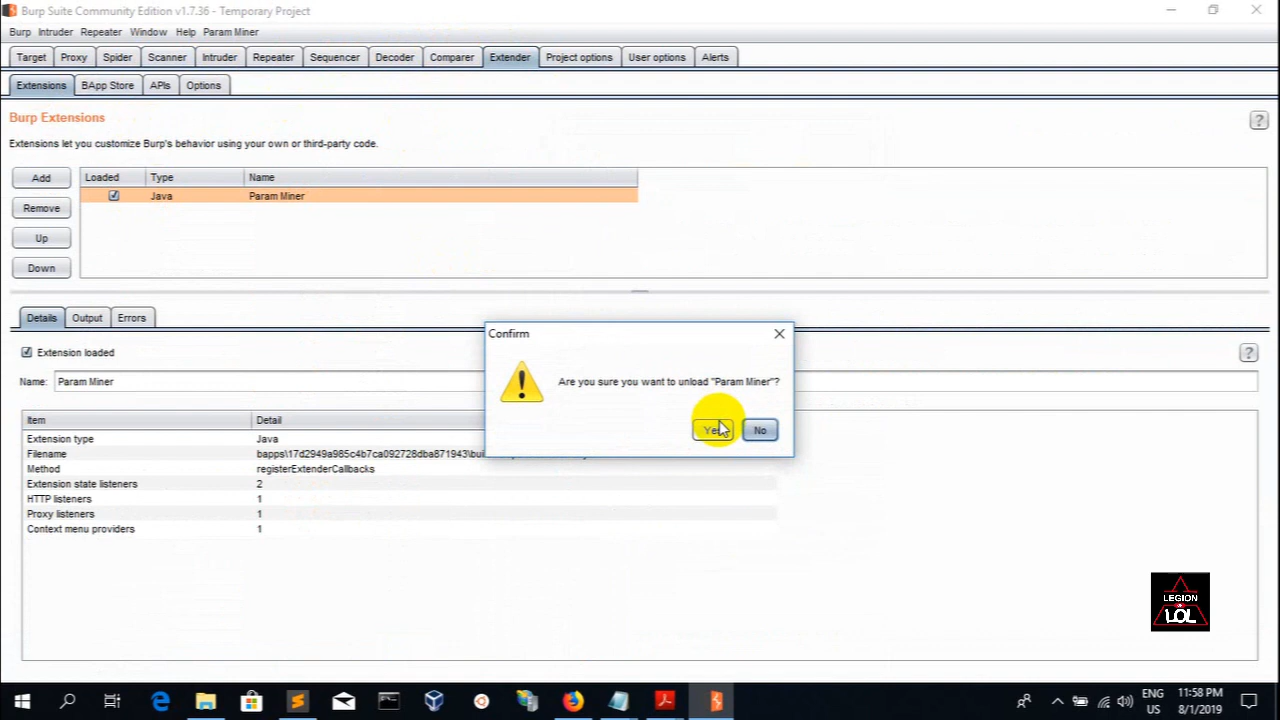 Burp Suite Community Edition v1.7.36 - Temporary Project
Burp Intruder Repeater Window Help Param Miner
Target Proxy Spider Scanner Intruder Repeater Sequencer Decoder Comparer Extender Project options User options Alerts
Extensions BApp Store APIs Options
Burp Extensions
?
Extensions let you customize Burp's behavior using your own or third-party code.
Add
Remove
Up
Down
Loaded Type Name
Java Param Miner
Details Output Errors
Extension loaded
?
Name: Param Miner
Item Detail
Extension type Java
Filename bapps\17d2949a985c4b7ca092728dba871943\bui
Method registerExtenderCallbacks
Extension state listeners 2
HTTP listeners 1
Proxy listeners 1
Context menu providers 1
Confirm
Are you sure you want to unload "Param Miner"?
Yes No
LEGION
LOL
ENG 11:58 PM
US 8/1/2019